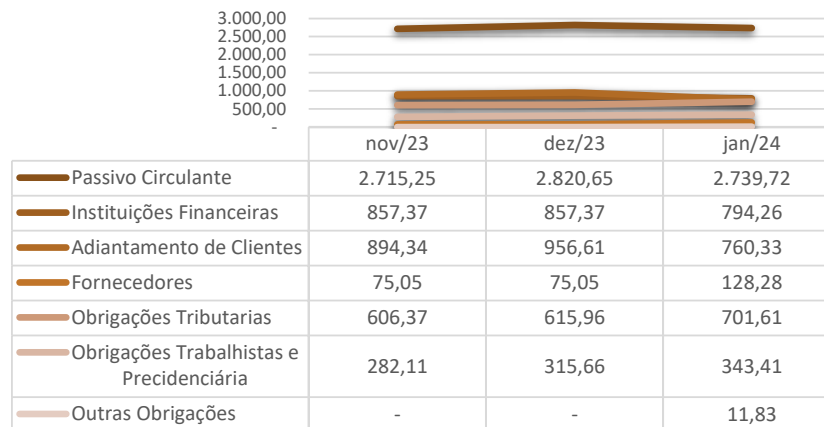 3.000,00
2.500,00
2.000,00
1.500,00
1.000,00
500,00
-
nov/23 dez/23 jan/24
Passivo Circulante 2.715,25 2.820,65 2.739,72
Instituições Financeiras 857,37 857,37 794,26
Adiantamento de Clientes 894,34 956,61 760,33
Fornecedores 75,05 75,05 128,28
Obrigações Tributarias 606,37 615,96 701,61
Obrigações Trabalhistas e
Precidenciária 282,11 315,66 343,41
Outras Obrigações - - 11,83